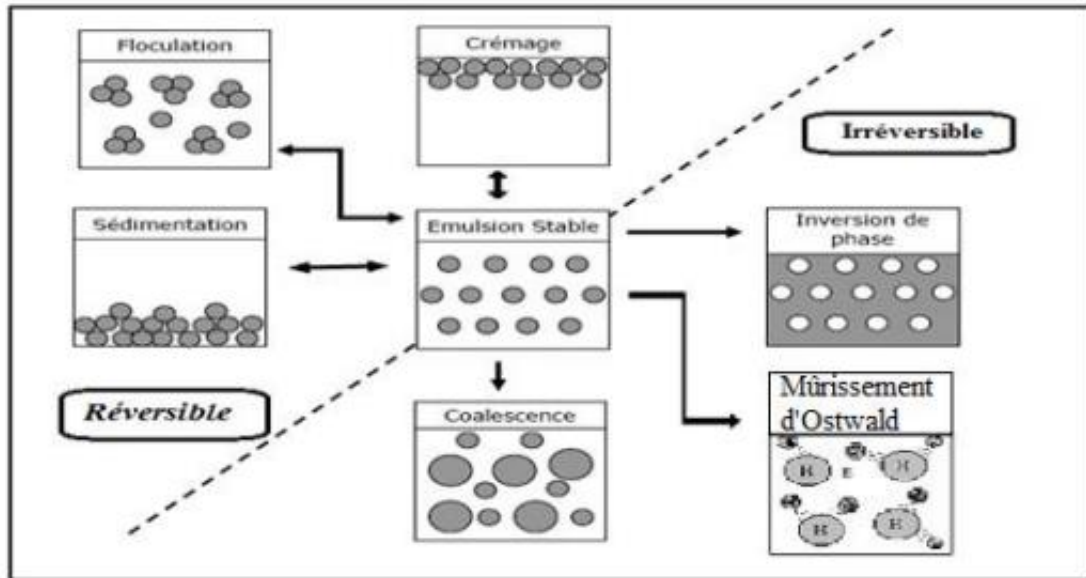 Floculation
Crémage
Irréversible
Sédimentation
Emulsion Stable
Inversion de
phase
Réversible
Coalescence
Mûrissement
d'Ostwald
H
E
H
H
H